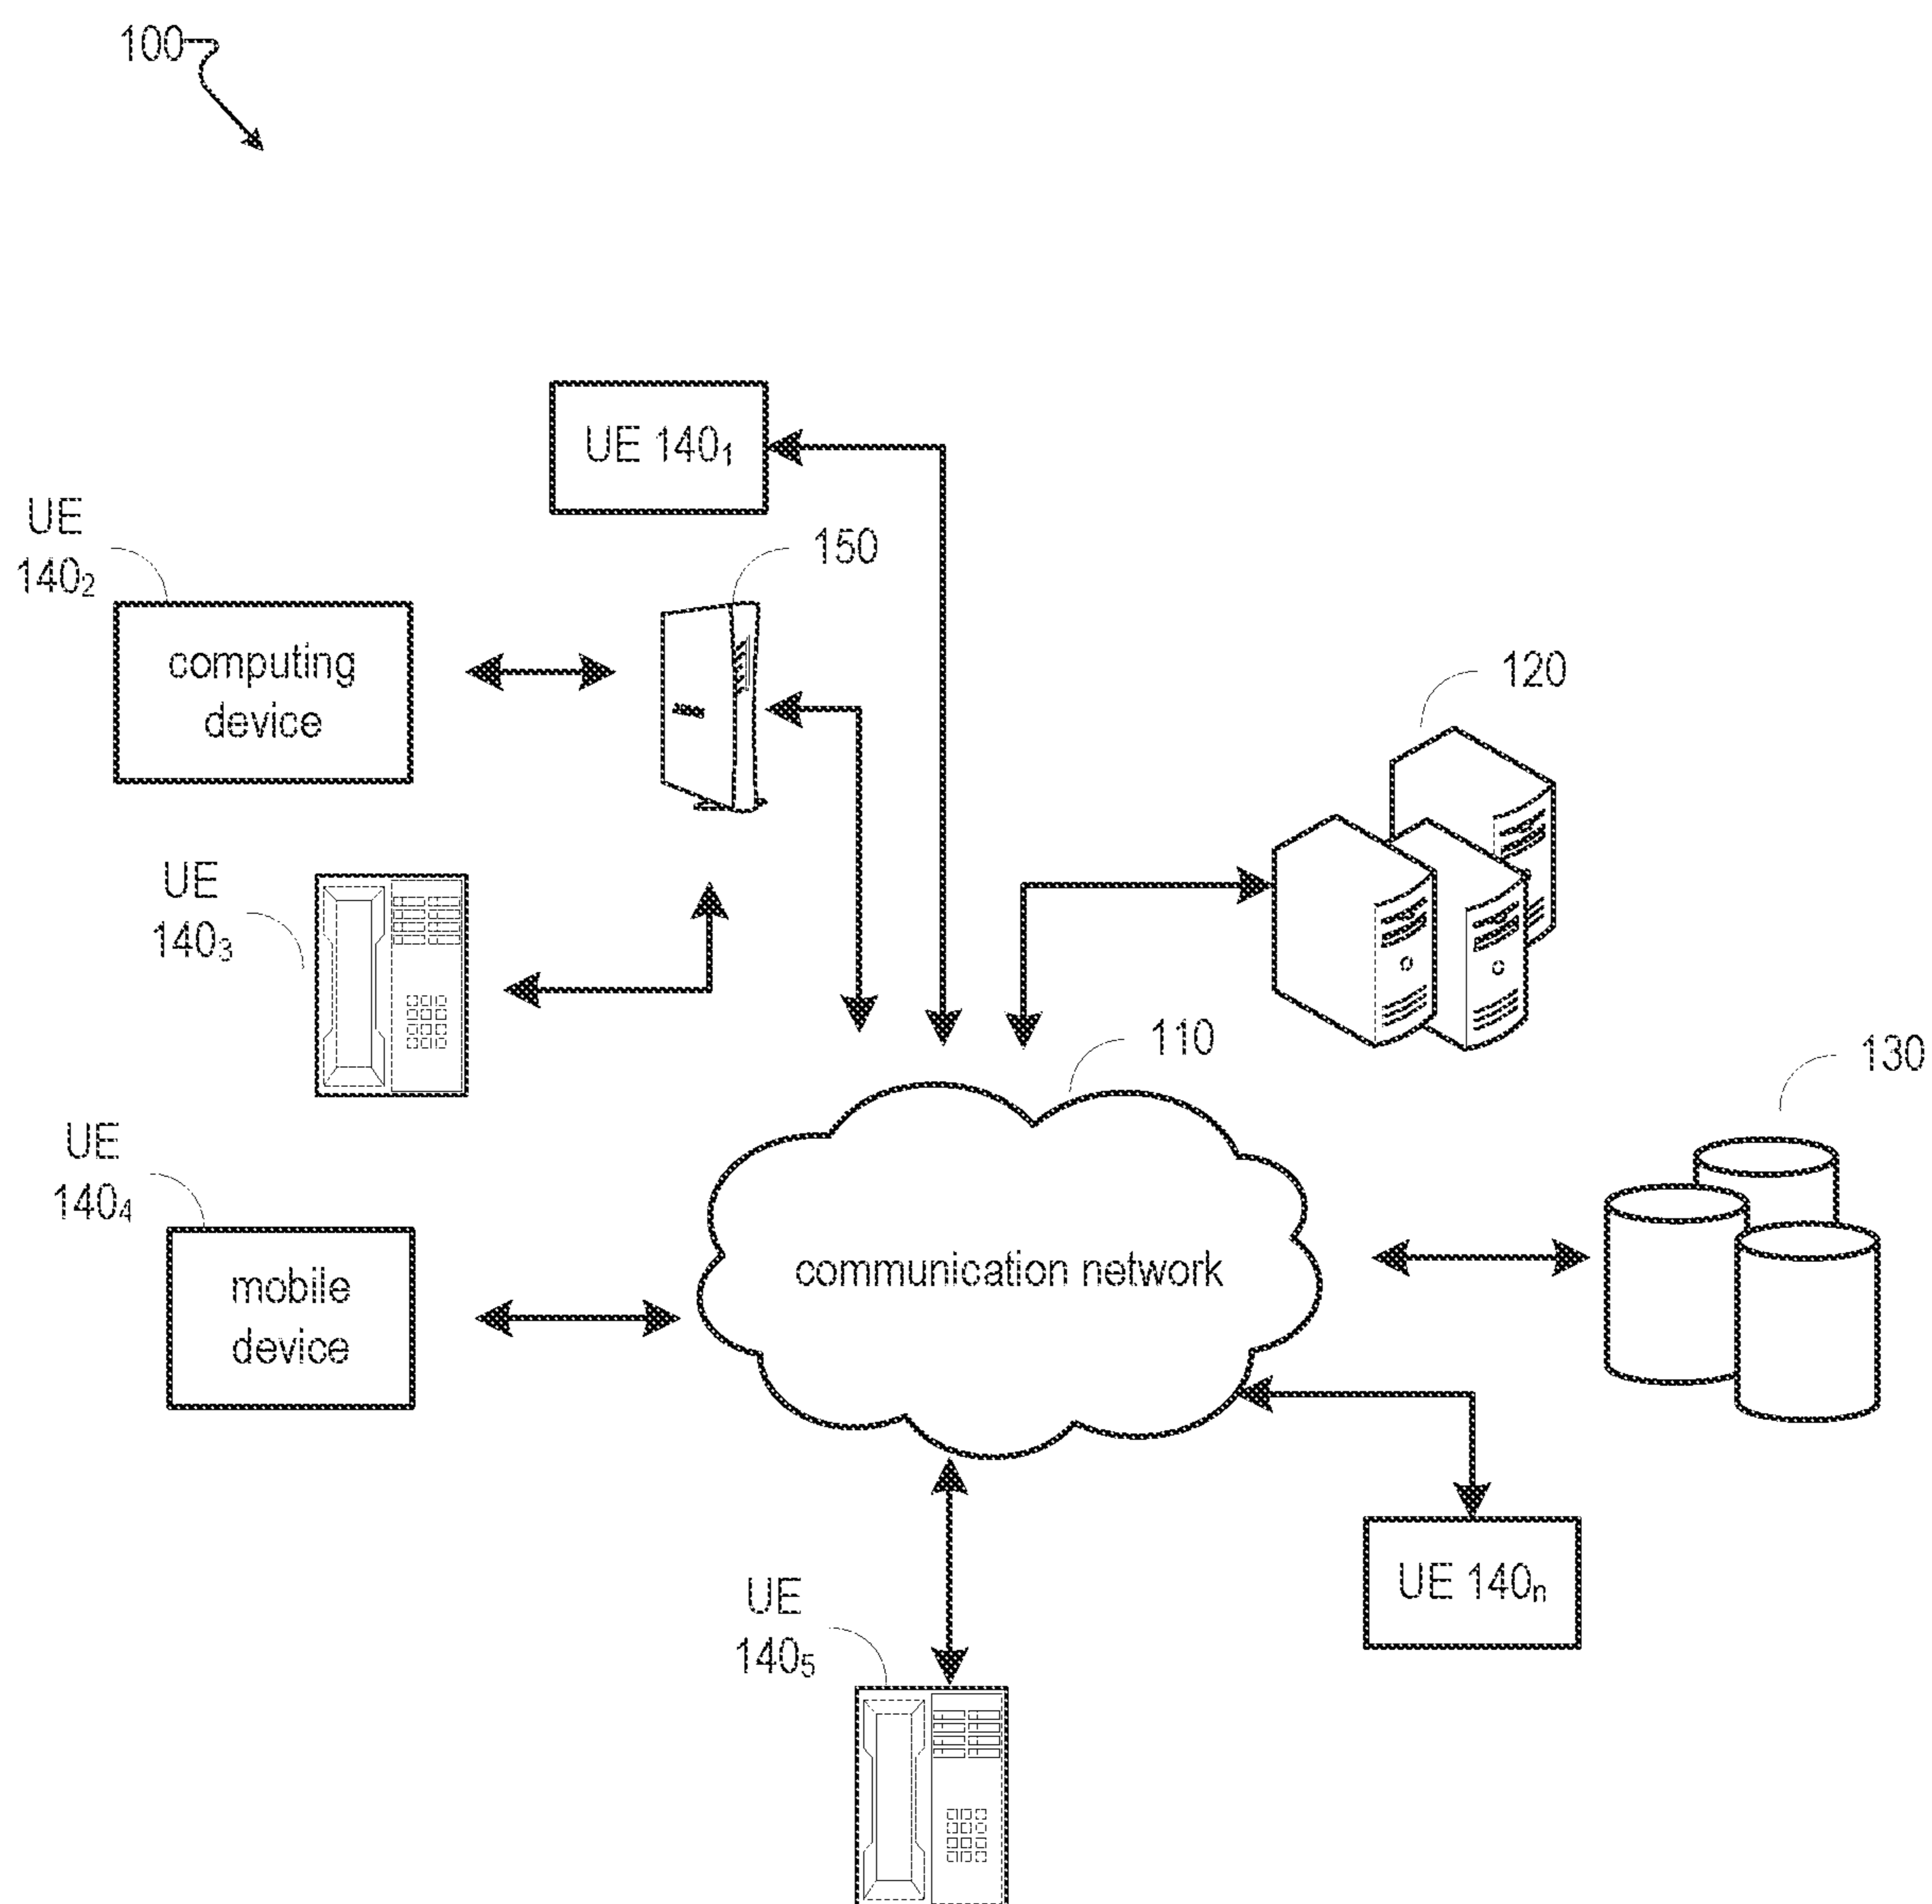 100
UE 140₁
UE
140₂
150
computing
device
120
UE
140₃
110
130
UE
140₄
communication network
mobile
device
UE 140ₙ
UE
140₅